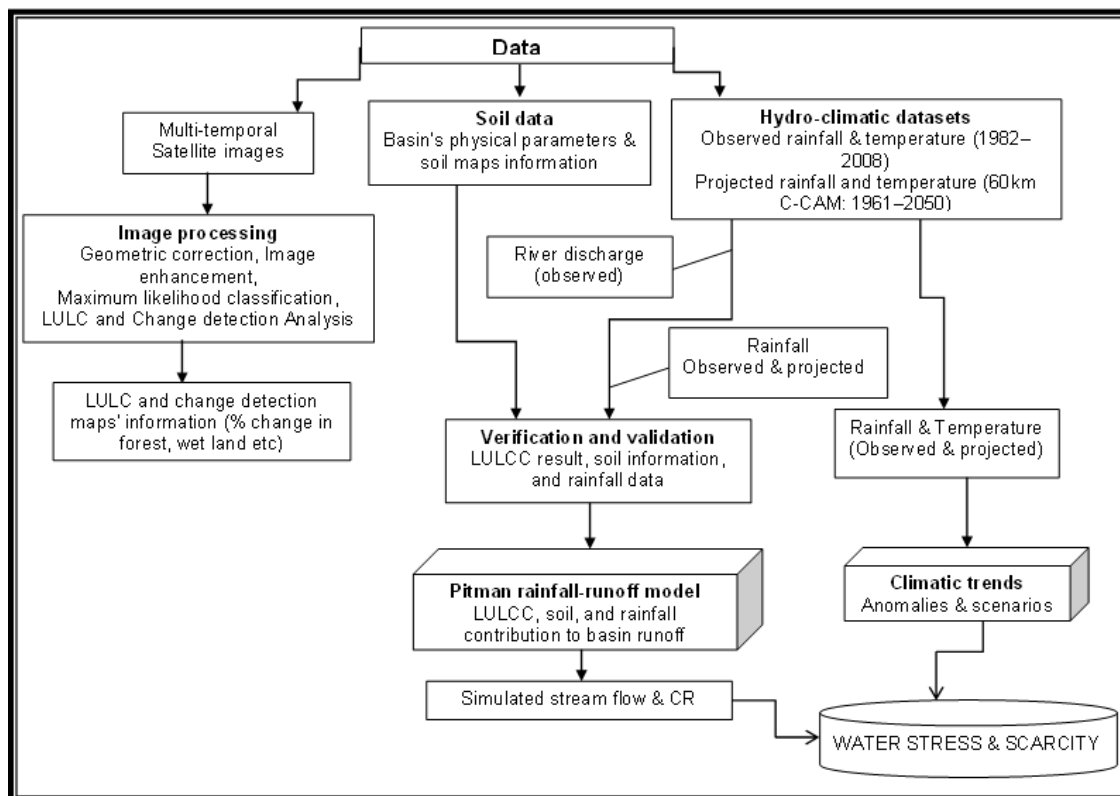 Data
Multi-temporal
Satellite images
Soil data
Basin's physical parameters &
soil maps information
Hydro-climatic datasets
Observed rainfall & temperature (1982–
2008)
Projected rainfall and temperature (60km
C-CAM: 1961–2050)
Image processing
Geometric correction, Image
enhancement,
Maximum likelihood classification,
LULC and Change detection Analysis
River discharge
(observed)
Rainfall
Observed & projected
LULC and change detection
maps' information (% change in
forest, wet land etc)
Verification and validation
LULCC result, soil information,
and rainfall data
Rainfall & Temperature
(Observed & projected)
Pitman rainfall-runoff model
LULCC, soil, and rainfall
contribution to basin runoff
Climatic trends
Anomalies & scenarios
Simulated stream flow & CR
WATER STRESS & SCARCITY